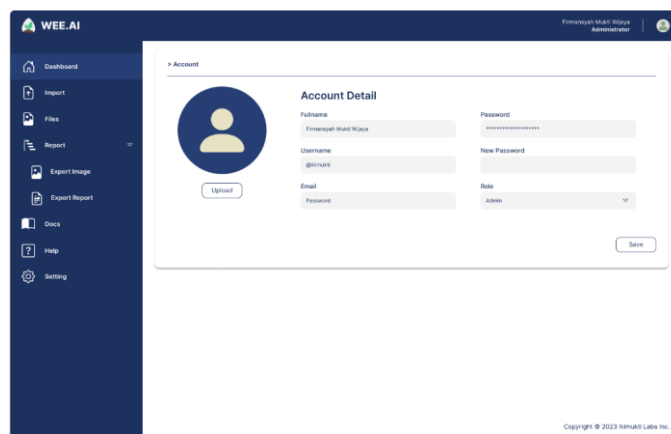 WEE.AI
Firmansyah Mukti Wijaya
Administrator
Dashboard
Import
Files
Report
Export Image
Export Report
Docs
Help
Setting
> Account
Upload
Account Detail
Fullname
Firmansyah Mukti Wijaya
Password
********************
Username
@ikimukti
New Password
Email
Password
Role
Admin
Save
Copyright © 2023 Ikimukti Labs Inc.